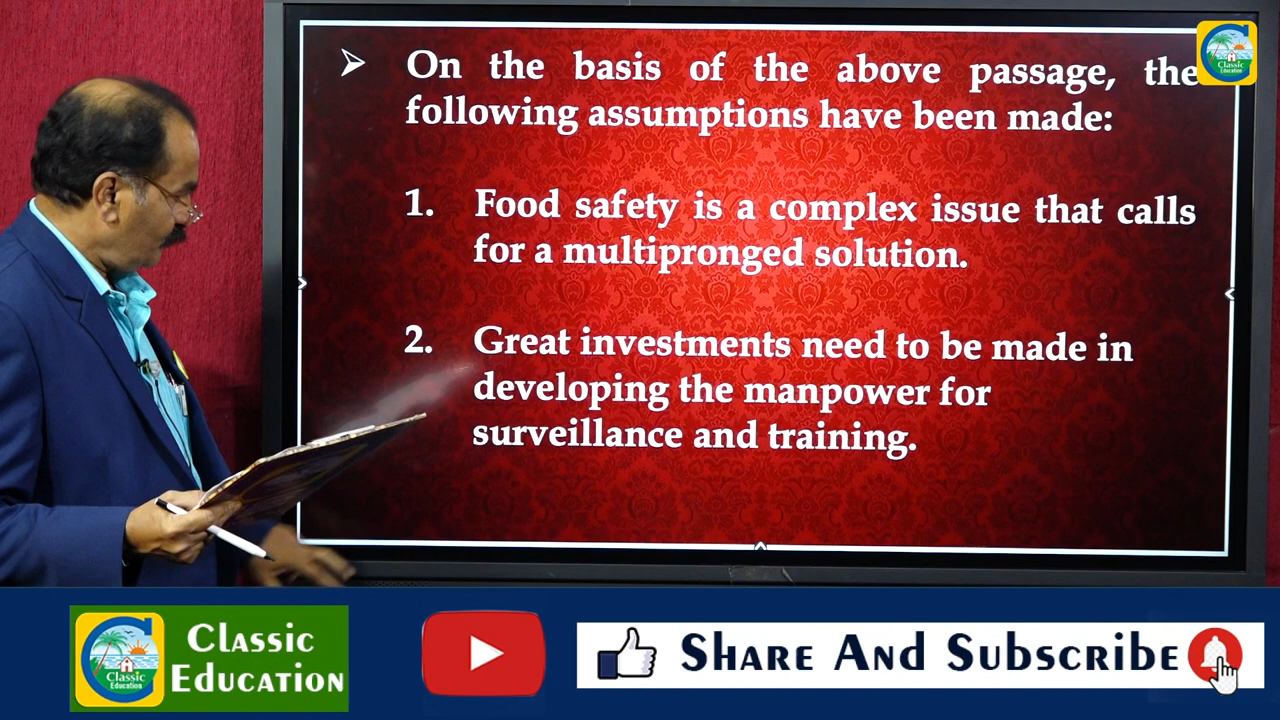 On the basis of the above passage, the
following assumptions have been made:
1. Food safety is a complex issue that calls
for a multipronged solution.
2. Great investments need to be made in
developing the manpower for
surveillance and training.
Classic
Education
Classic
Education
Classic
Education
Share And Subscribe